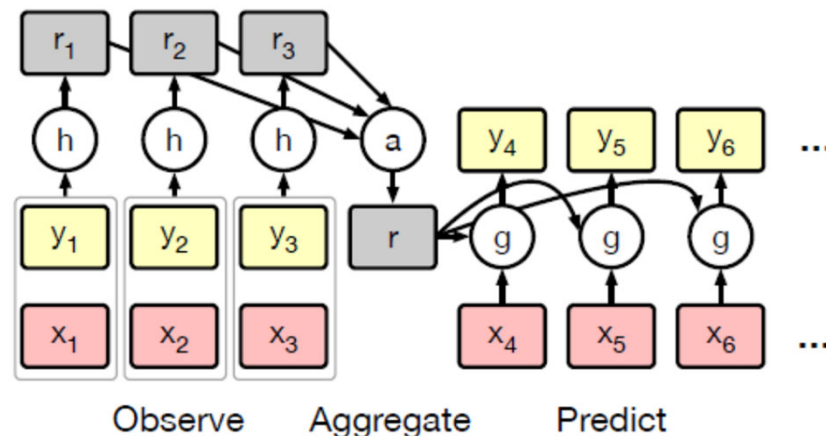 r₁ r₂ r₃
h h h a y₄ y₅ y₆ ...
y₁ y₂ y₃ r g g g
x₁ x₂ x₃ x₄ x₅ x₆ ...
Observe Aggregate Predict